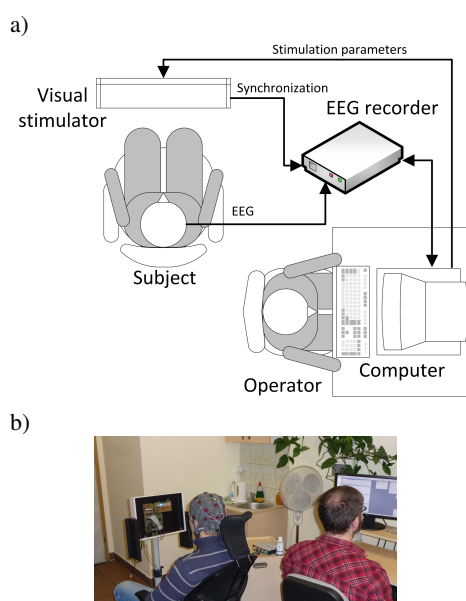 a)
Stimulation parameters
Synchronization
Visual
stimulator
EEG recorder
EEG
Subject
Operator
Computer
b)